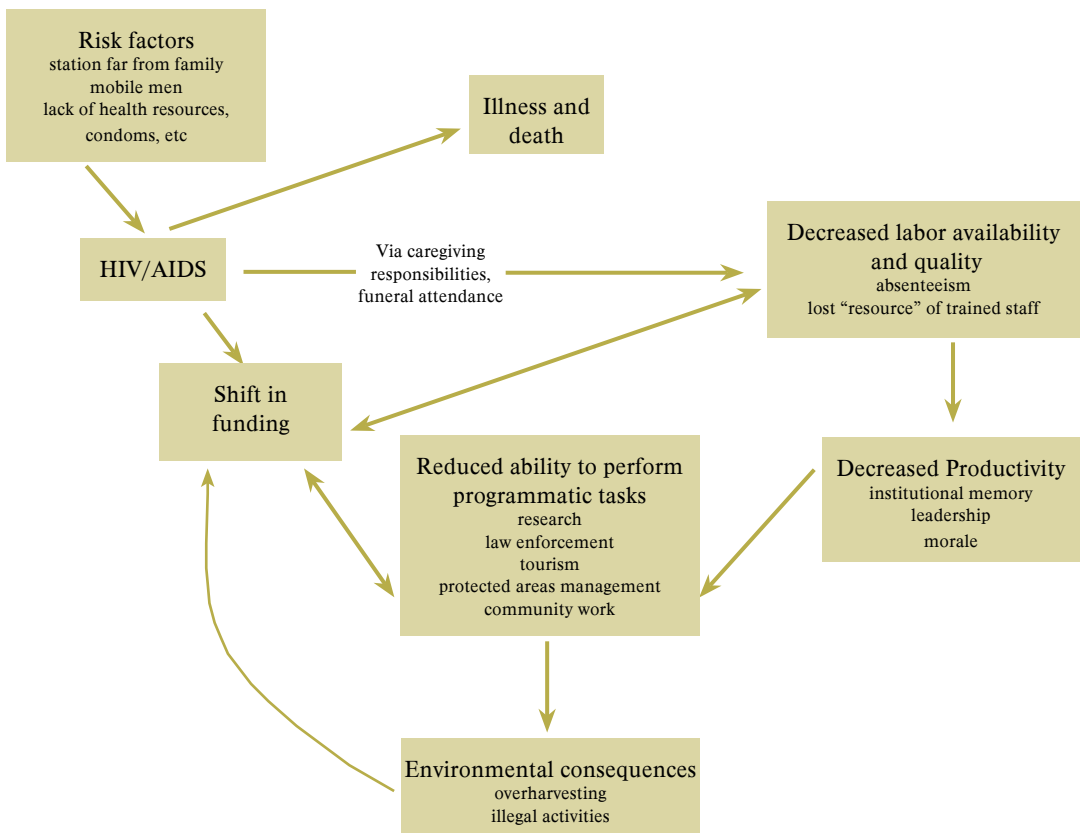 Risk factors
station far from family
mobile men
lack of health resources,
condoms, etc
Illness and
death
HIV/AIDS
Via caregiving
responsibilities,
funeral attendance
Decreased labor availability
and quality
absenteeism
lost “resource” of trained staff
Shift in
funding
Reduced ability to perform
programmatic tasks
research
law enforcement
tourism
protected areas management
community work
Decreased Productivity
institutional memory
leadership
morale
Environmental consequences
overharvesting
illegal activities